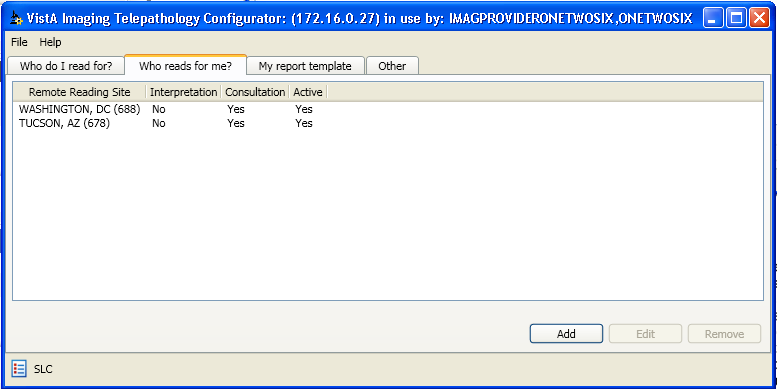 VistA Imaging Telepathology Configurator: (172.16.0.27) in use by: IMAGPROVIDERONETWOSIX,ONETWOSIX
File Help
Who do I read for? Who reads for me? My report template Other
Remote Reading Site Interpretation Consultation Active
WASHINGTON, DC (688) No Yes Yes
TUCSON, AZ (678) No Yes Yes
Add Edit Remove
SLC